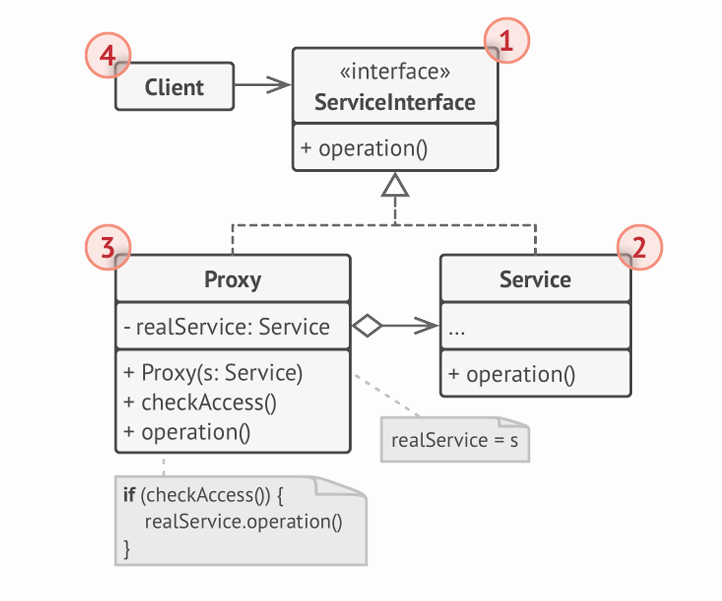 4
Client
1
«interface»
ServiceInterface
+ operation()
3
Proxy
- realService: Service
+ Proxy(s: Service)
+ checkAccess()
+ operation()
2
Service
...
+ operation()
realService = s
if (checkAccess()) {
realService.operation()
}